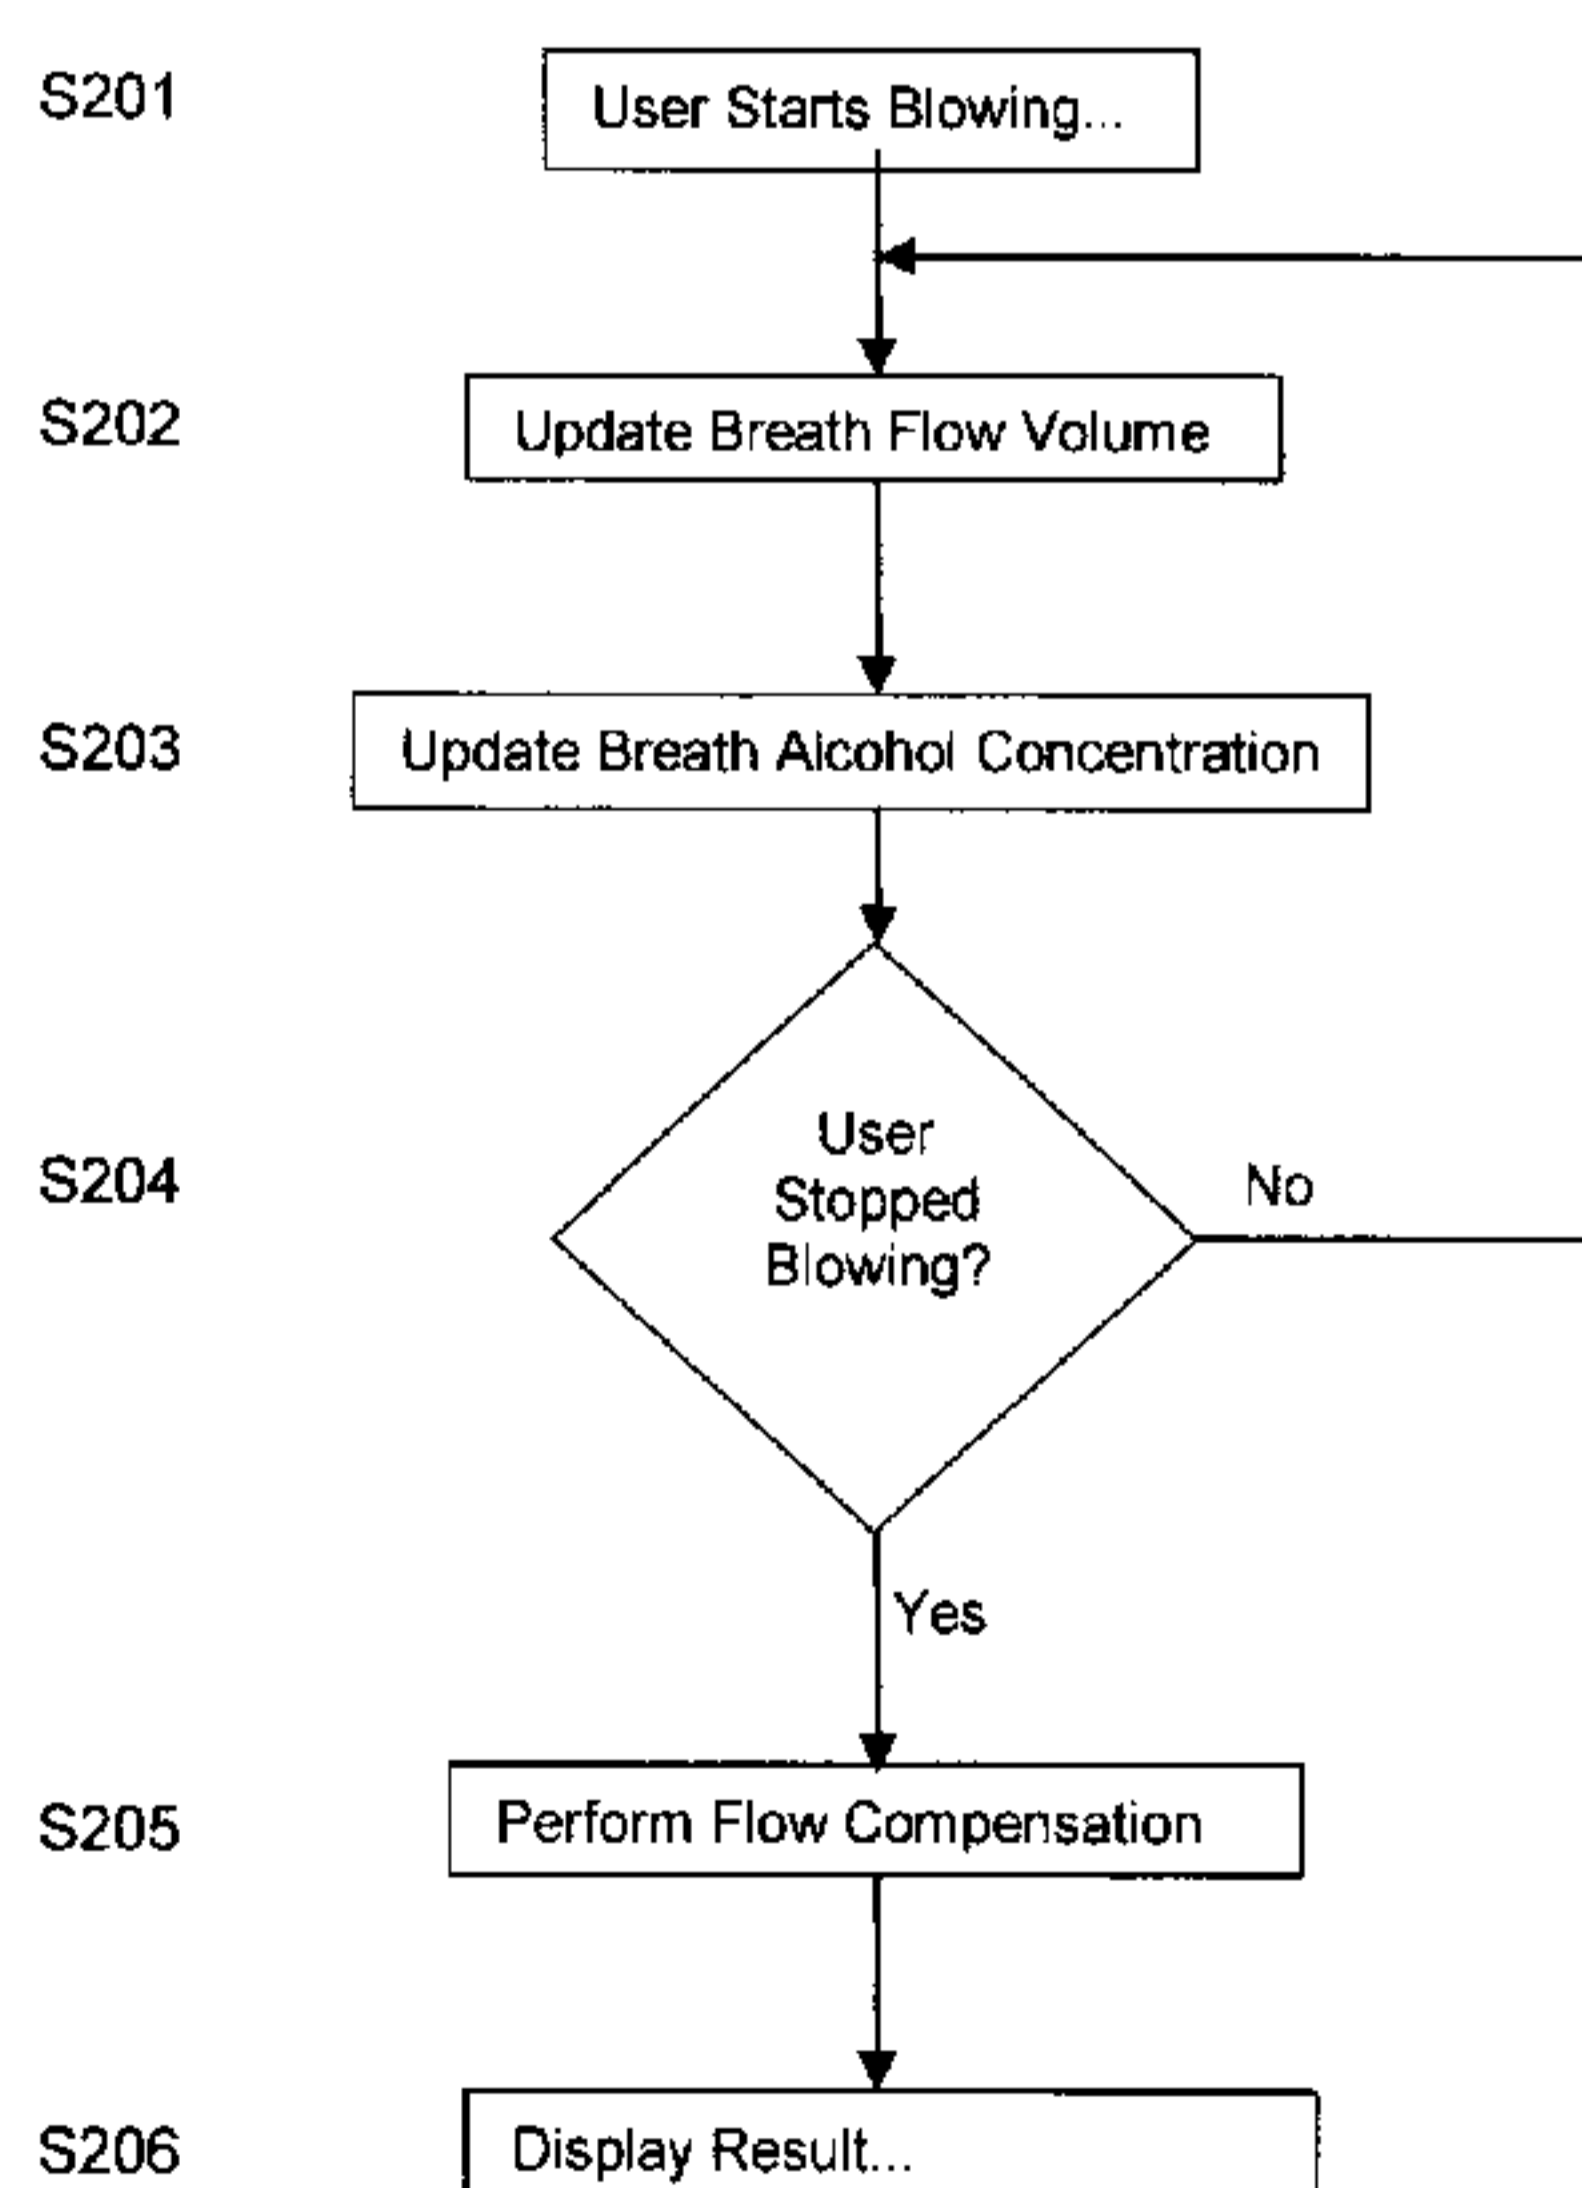 S201
User Starts Blowing...
S202
Update Breath Flow Volume
S203
Update Breath Alcohol Concentration
S204
User
Stopped
Blowing?
No
Yes
S205
Perform Flow Compensation
S206
Display Result...